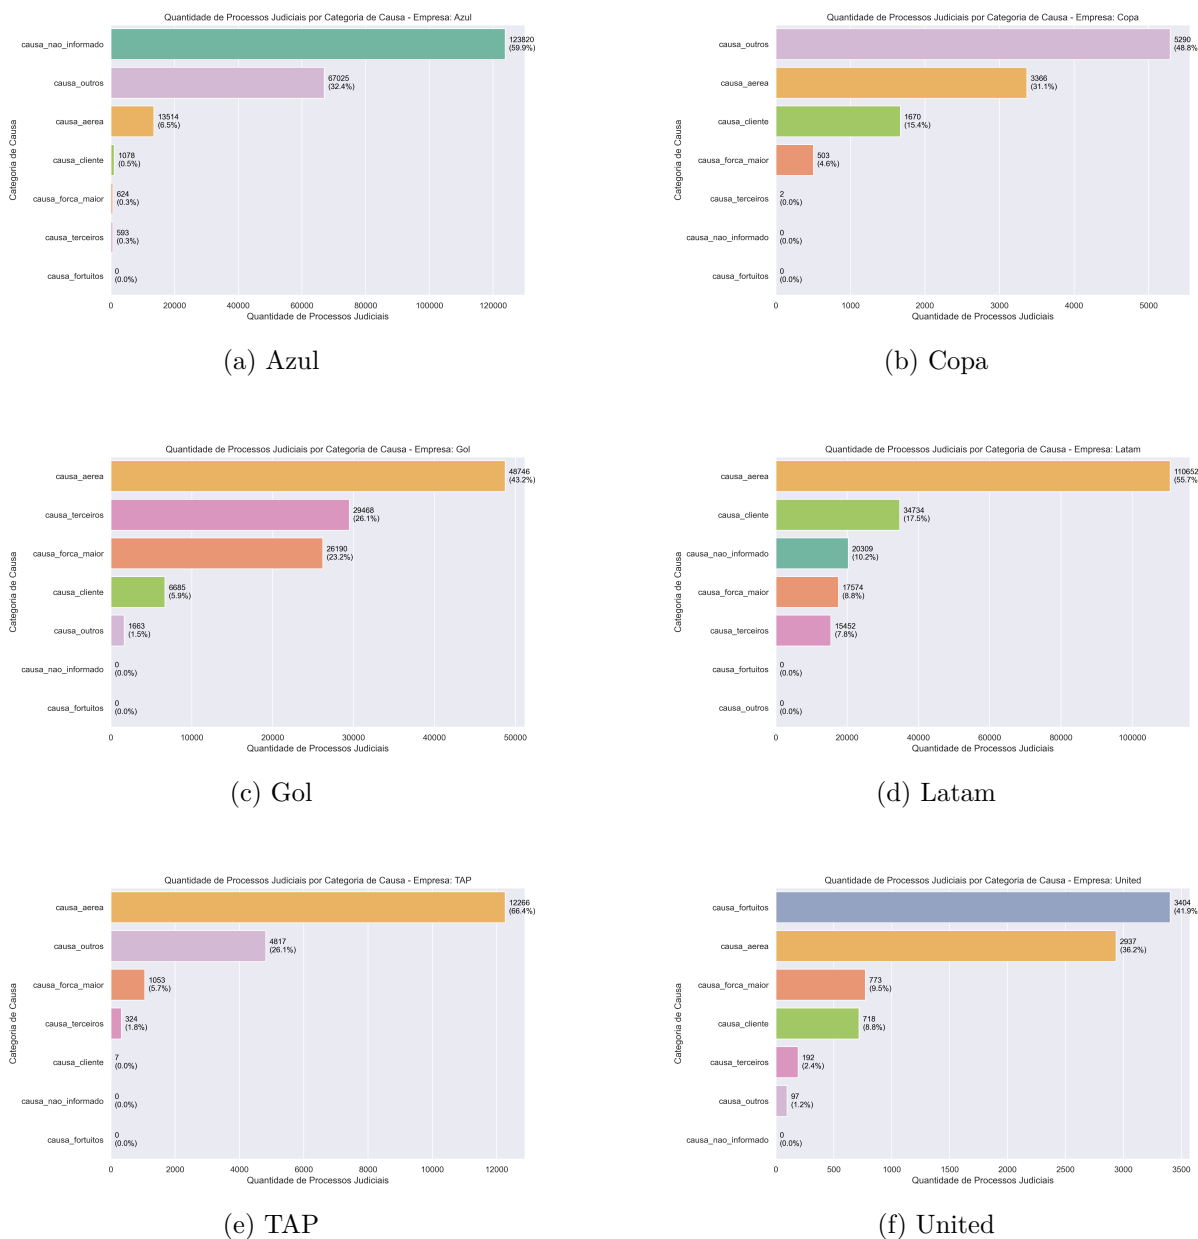 Quantidade de Processos Judiciais por Categoria de Causa - Empresa: Azul
Categoria de Causa
causa_nao_informado
123820
(59.9%)
causa_outros
67025
(32.4%)
causa_aerea
13514
(6.5%)
causa_cliente
1078
(0.5%)
causa_forca_maior
624
(0.3%)
causa_terceiros
593
(0.3%)
causa_fortuitos
0
(0.0%)
0 20000 40000 60000 80000 100000 120000
Quantidade de Processos Judiciais
(a) Azul
Quantidade de Processos Judiciais por Categoria de Causa - Empresa: Copa
Categoria de Causa
causa_outros
5290
(48.8%
causa_aerea
3366
(31.1%)
causa_cliente
1670
(15.4%)
causa_forca_maior
503
(4.6%)
causa_terceiros
2
(0.0%)
causa_nao_informado
0
(0.0%)
causa_fortuitos
0
(0.0%)
0 1000 2000 3000 4000 5000
Quantidade de Processos Judiciais
(b) Copa
Quantidade de Processos Judiciais por Categoria de Causa - Empresa: Gol
Categoria de Causa
causa_aerea
48746
(43.2%)
causa_terceiros
29468
(26.1%)
causa_forca_maior
26190
(23.2%)
causa_cliente
6685
(5.9%)
causa_outros
1663
(1.5%)
causa_nao_informado
0
(0.0%)
causa_fortuitos
0
(0.0%)
0 10000 20000 30000 40000 50000
Quantidade de Processos Judiciais
(c) Gol
Quantidade de Processos Judiciais por Categoria de Causa - Empresa: Latam
Categoria de Causa
causa_aerea
110652
(55.7%
causa_cliente
34734
(17.5%)
causa_nao_informado
20309
(10.2%)
causa_forca_maior
17574
(8.8%)
causa_terceiros
15452
(7.8%)
causa_fortuitos
0
(0.0%)
causa_outros
0
(0.0%)
0 20000 40000 60000 80000 100000
Quantidade de Processos Judiciais
(d) Latam
Quantidade de Processos Judiciais por Categoria de Causa - Empresa: TAP
Categoria de Causa
causa_aerea
12266
(66.4%)
causa_outros
4817
(26.1%)
causa_forca_maior
1053
(5.7%)
causa_terceiros
324
(1.8%)
causa_cliente
7
(0.0%)
causa_nao_informado
0
(0.0%)
causa_fortuitos
0
(0.0%)
0 2000 4000 6000 8000 10000 12000
Quantidade de Processos Judiciais
(e) TAP
Quantidade de Processos Judiciais por Categoria de Causa - Empresa: United
Categoria de Causa
causa_fortuitos
3404
(41.9%
causa_aerea
2937
(36.2%)
causa_forca_maior
773
(9.5%)
causa_cliente
718
(8.8%)
causa_terceiros
192
(2.4%)
causa_outros
97
(1.2%)
causa_nao_informado
0
(0.0%)
0 500 1000 1500 2000 2500 3000 3500
Quantidade de Processos Judiciais
(f) United